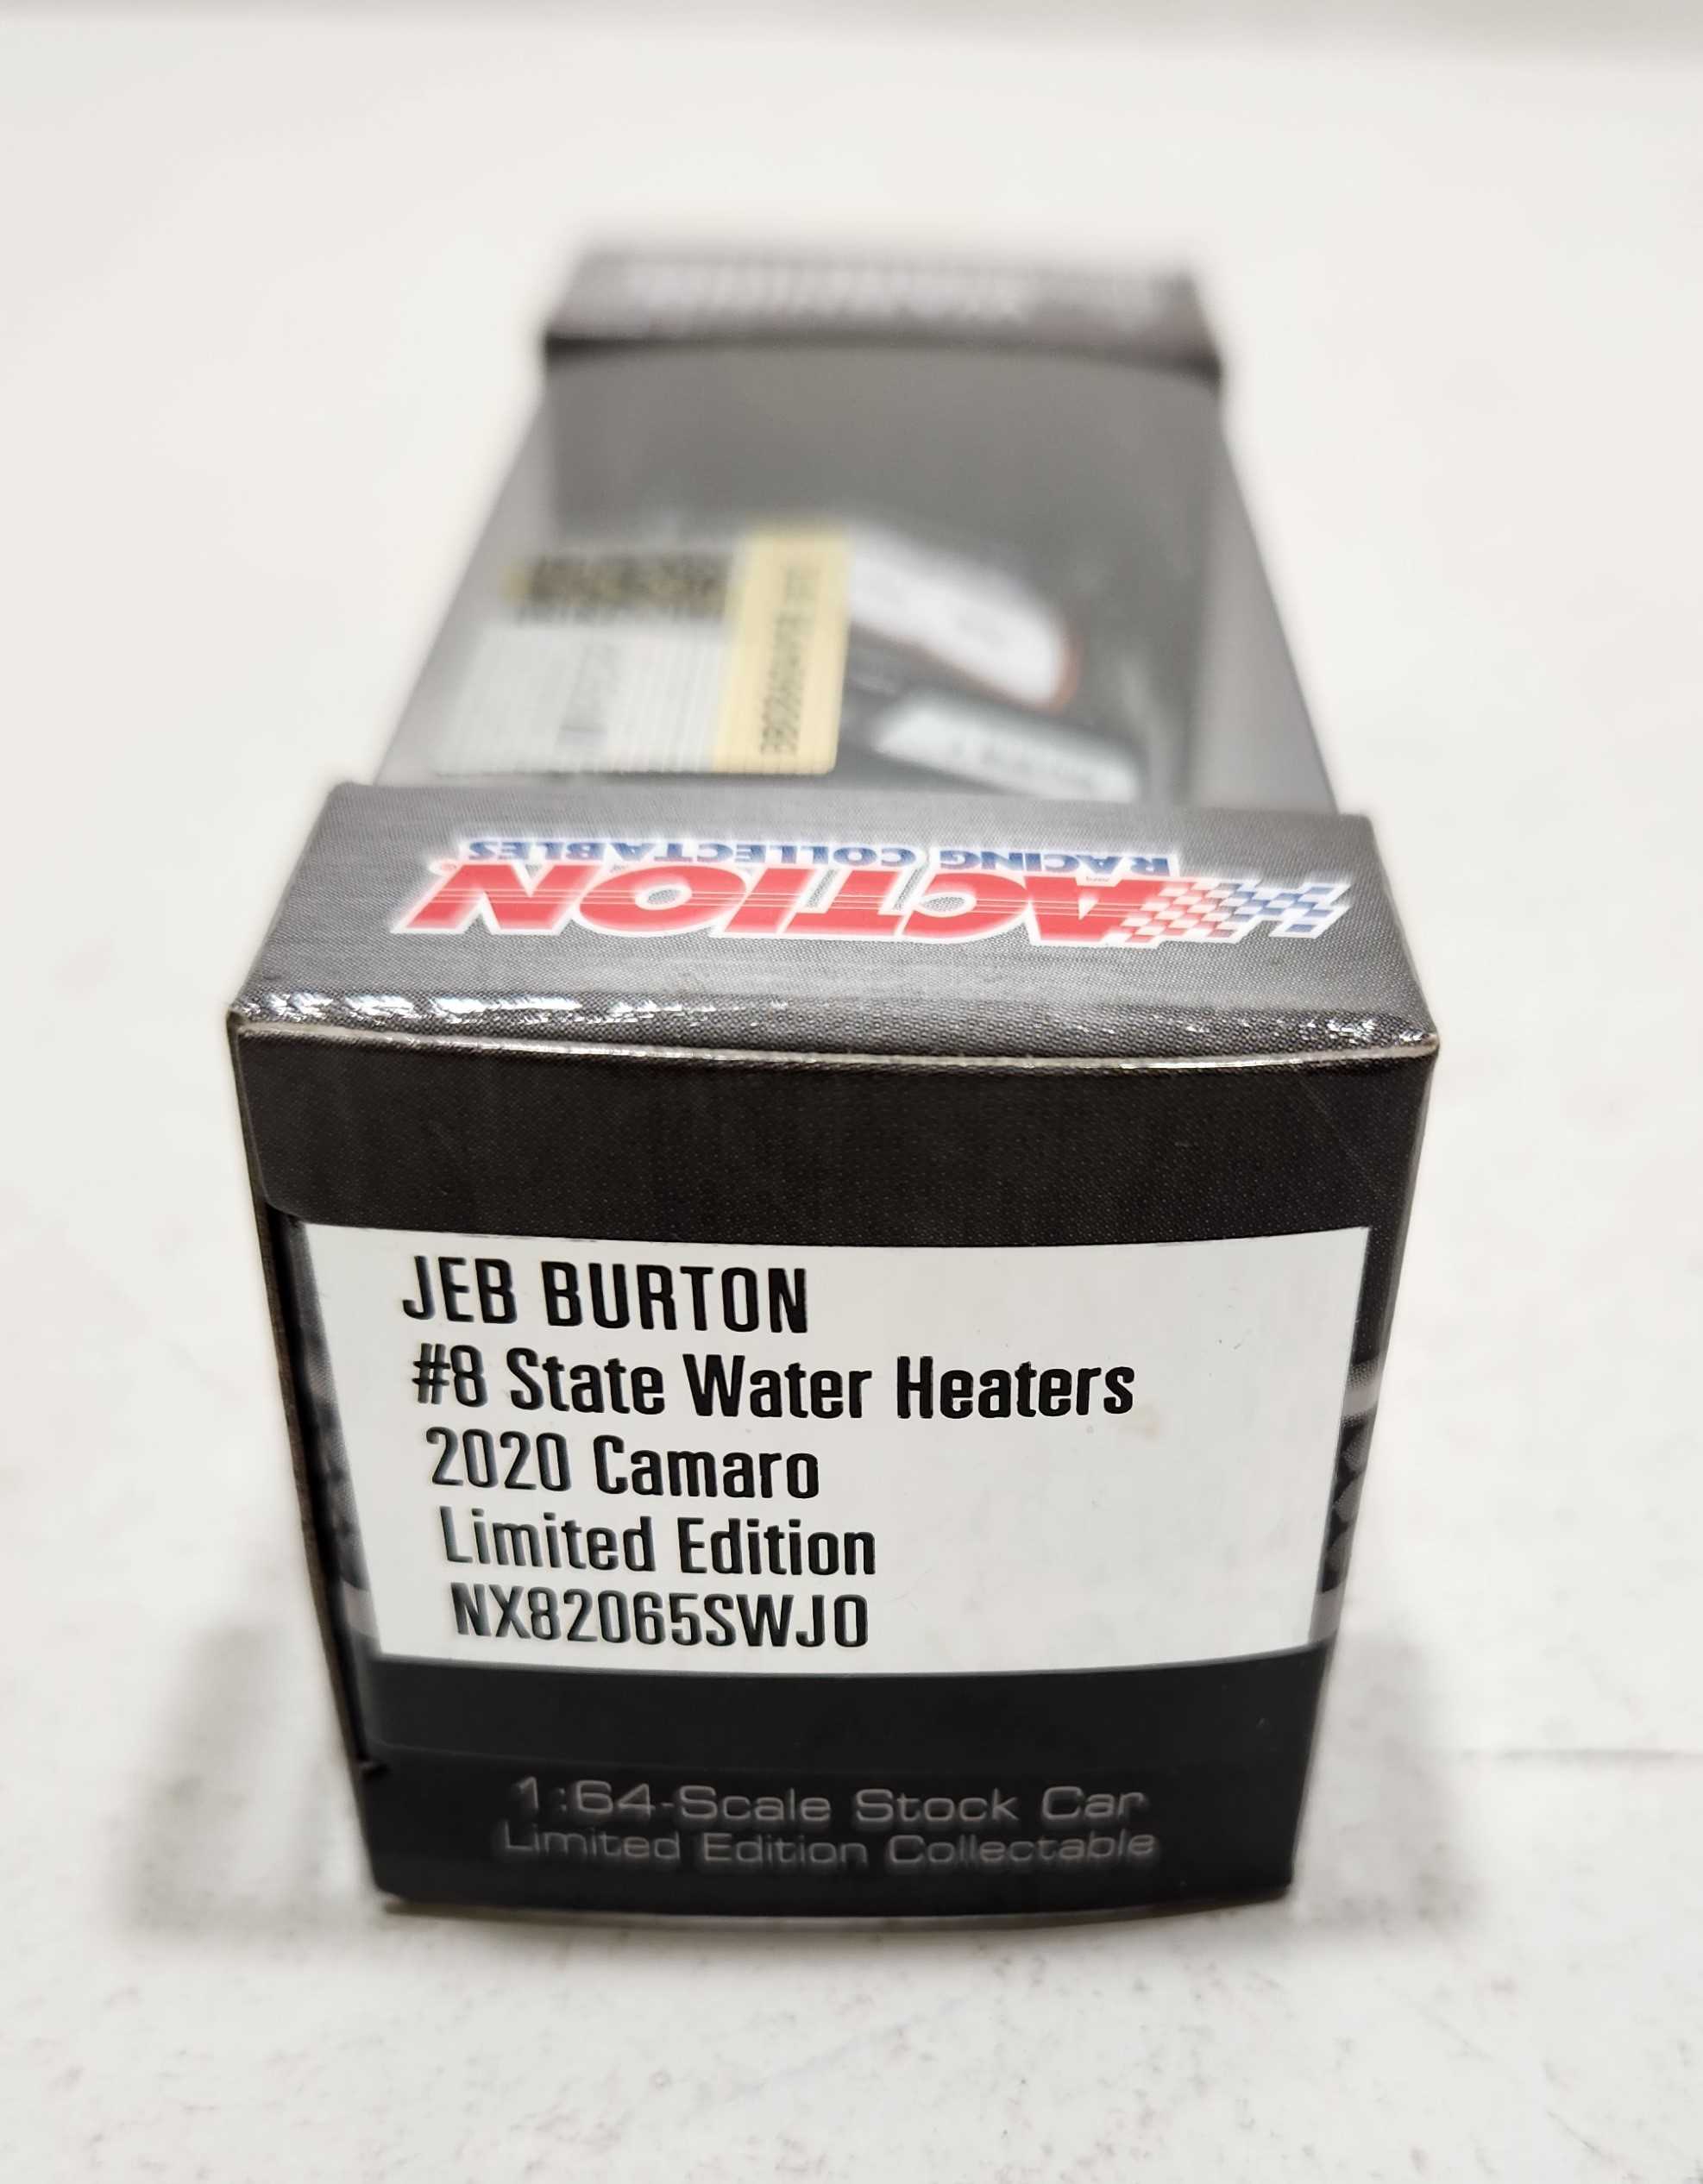 ACTION
RACING COLLECTABLES
JEB BURTON
#8 State Water Heaters
2020 Camaro
Limited Edition
NX82065SWJO
1:64-Scale Stock Car
Limited Edition Collectable